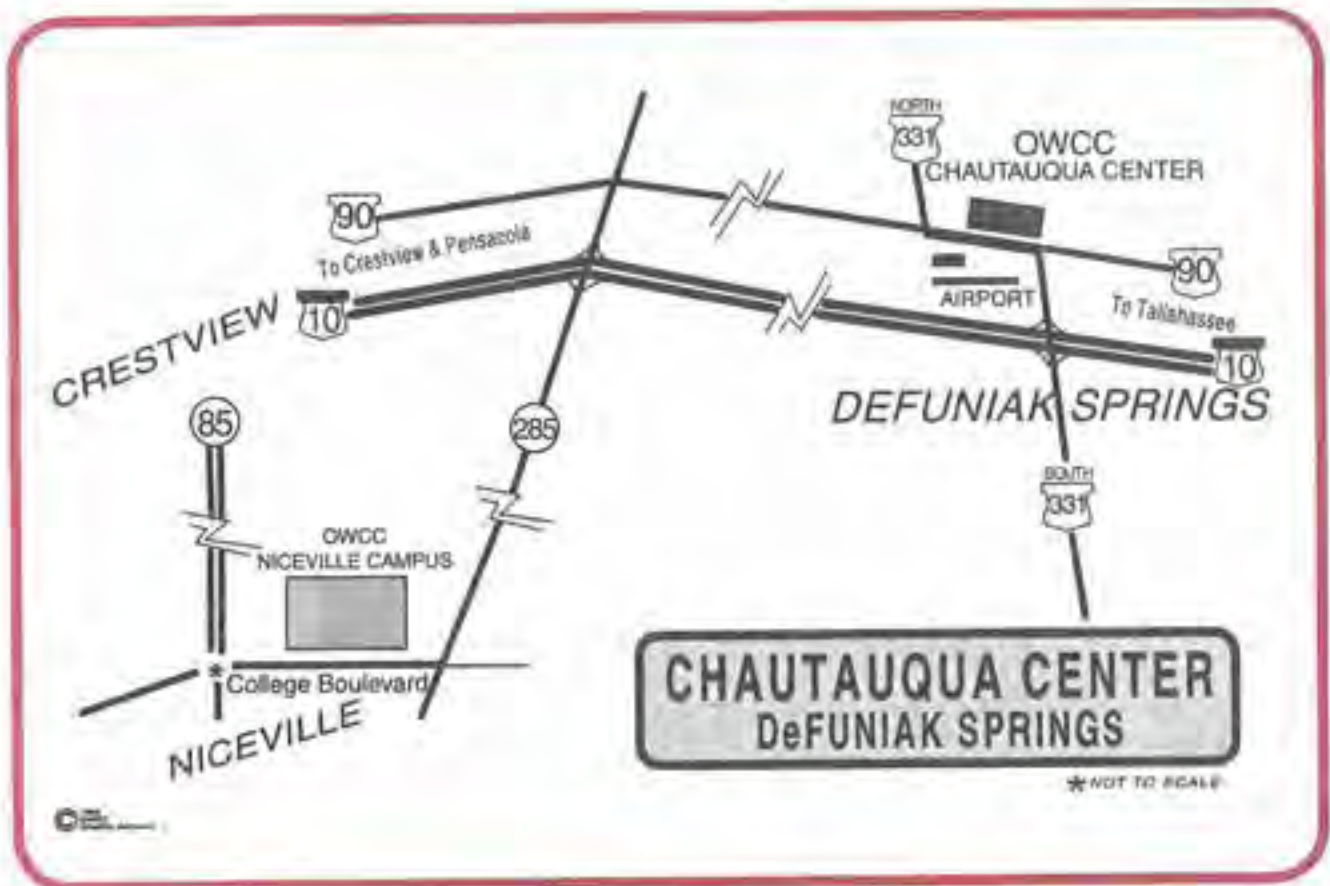 NORTH
331
OWCC
CHAUTAUQUA CENTER
90
To Crestview & Pensacola
90
AIRPORT
To Tallahassee
10
CRESTVIEW
10
DEFUNIAK SPRINGS
85
285
SOUTH
331
OWCC
NICEVILLE CAMPUS
College Boulevard
*
NICEVILLE
CHAUTAUQUA CENTER
DeFUNIAK SPRINGS
*NOT TO SCALE
©